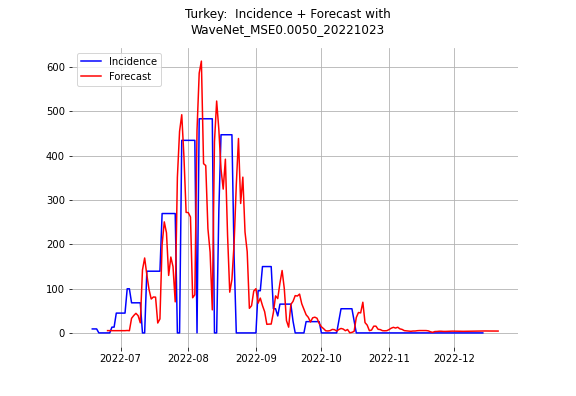 Turkey:  Incidence + Forecast with
WaveNet_MSE0.0050_20221023
Incidence
Forecast
600
500
400
300
200
100
0
2022-07 2022-08 2022-09 2022-10 2022-11 2022-12